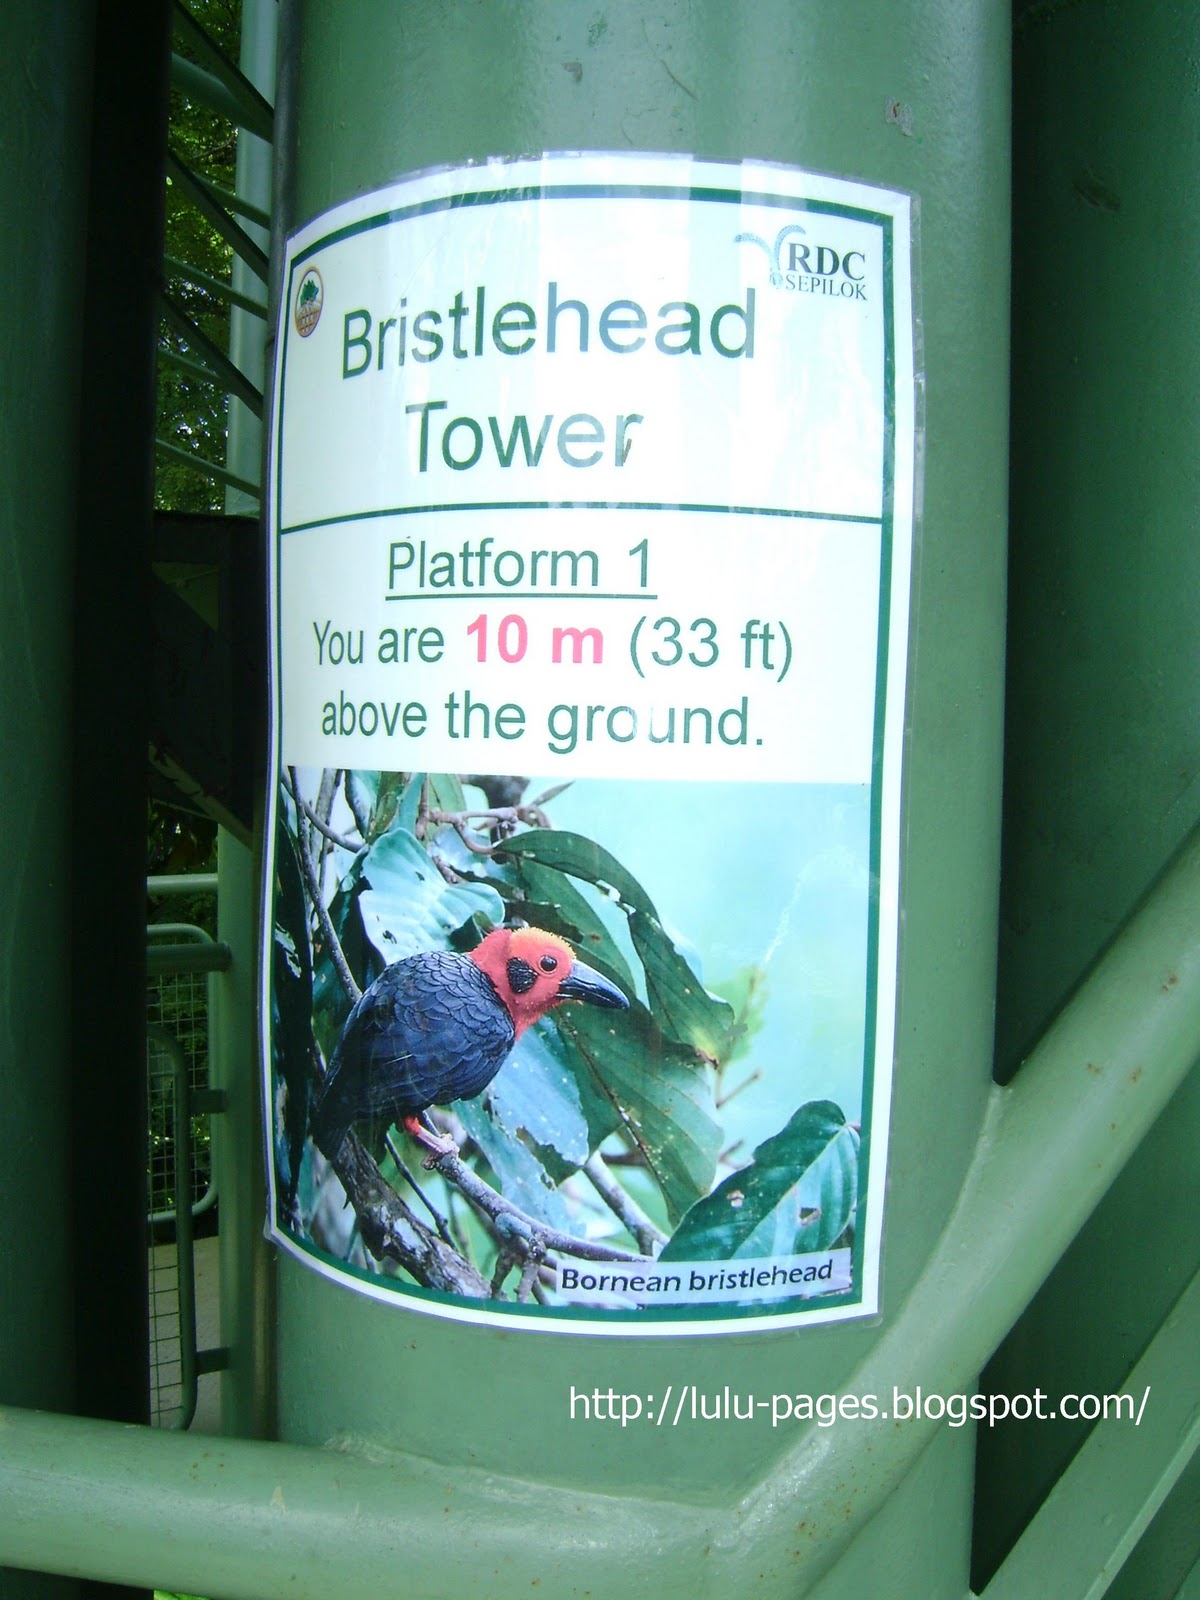 RDC
SEPILOK
Bristlehead
Tower
Platform 1
You are 10 m (33 ft)
above the ground.
Bornean bristlehead
http://lulu-pages.blogspot.com/